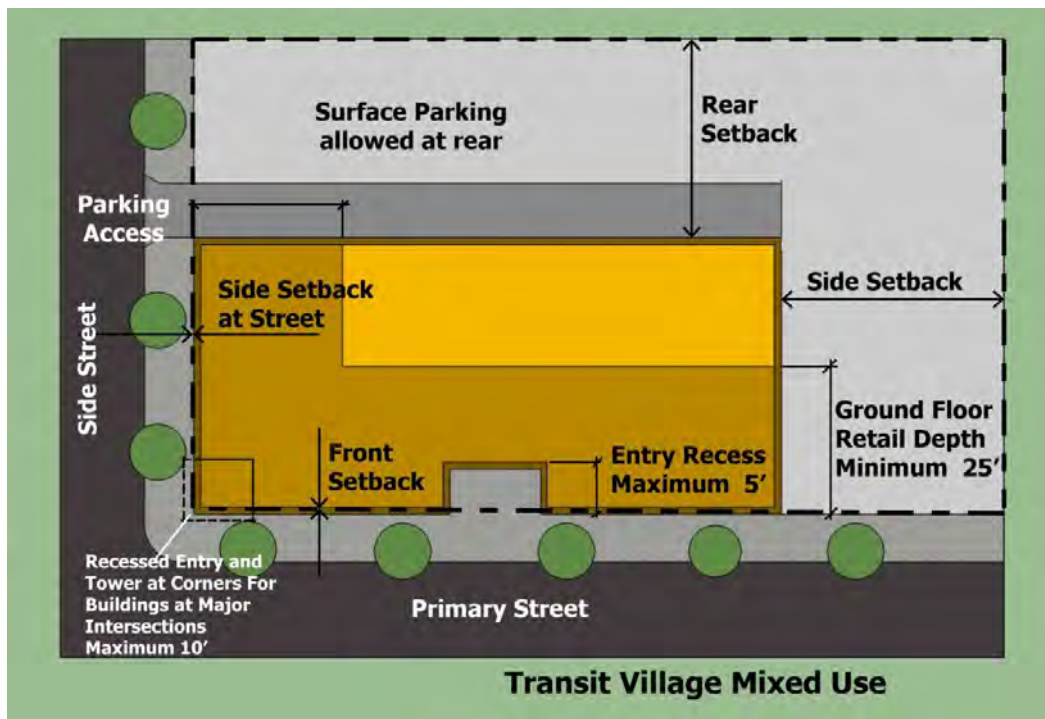 Surface Parking
allowed at rear
Rear
Setback
Parking
Access
Side Setback
at Street
Side Setback
Side Street
Ground Floor
Retail Depth
Minimum 25’
Front
Setback
Entry Recess
Maximum 5’
Recessed Entry and
Tower at Corners For
Buildings at Major
Intersections
Maximum 10’
Primary Street
Transit Village Mixed Use